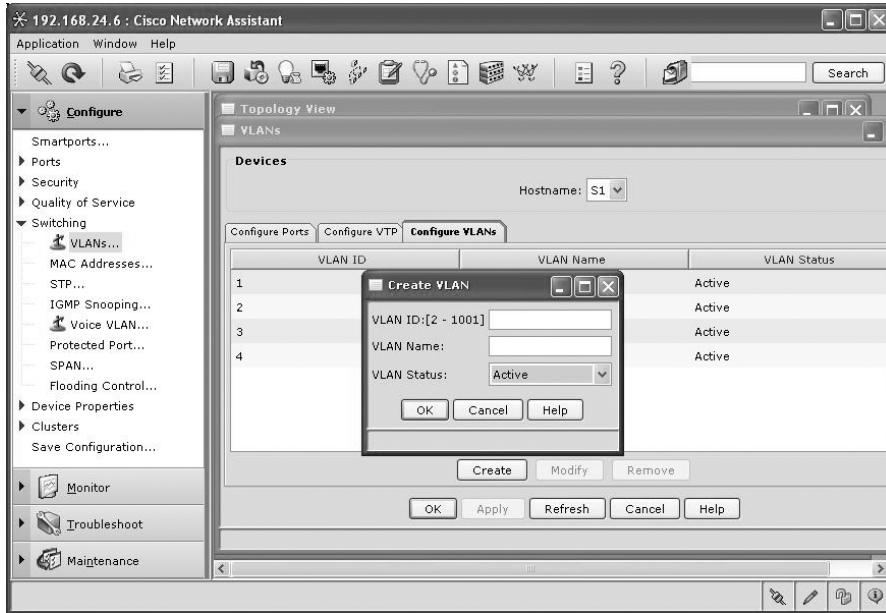 192.168.24.6 : Cisco Network Assistant
Application Window Help
Search
Configure
Smartports...
Ports
Security
Quality of Service
Switching
VLANs...
MAC Addresses...
STP...
IGMP Snooping...
Voice VLAN...
Protected Port...
SPAN...
Flooding Control...
Device Properties
Clusters
Save Configuration...
Monitor
Troubleshoot
Maintenance
Topology View
VLANs
Devices
Hostname: S1
Configure Ports Configure VTP Configure VLANs
VLAN ID VLAN Name VLAN Status
1 Active
2 Active
3 Active
4 Active
Create VLAN
VLAN ID:[2 - 1001]
VLAN Name:
VLAN Status: Active
OK Cancel Help
Create Modify Remove
OK Apply Refresh Cancel Help